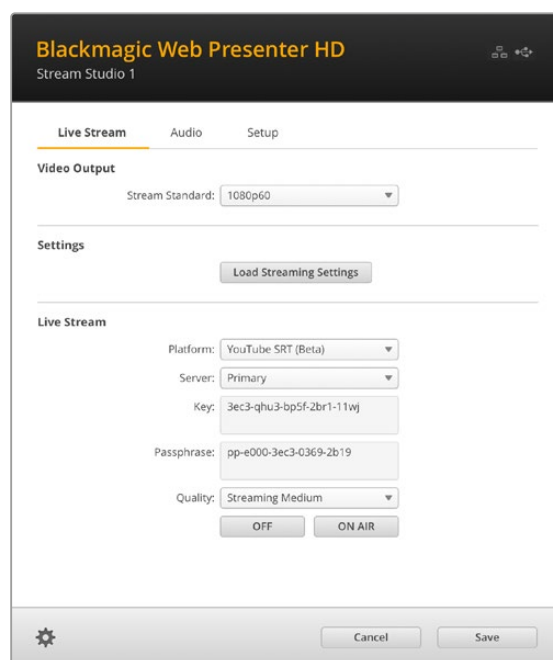 Blackmagic Web Presenter HD
Stream Studio 1
Live Stream Audio Setup
Video Output
Stream Standard: 1080p60
Settings
Load Streaming Settings
Live Stream
Platform: YouTube SRT (Beta)
Server: Primary
Key: 3ec3-qhu3-bp5f-2br1-11wj
Passphrase: pp-e000-3ec3-0369-2b19
Quality: Streaming Medium
OFF ON AIR
Cancel Save